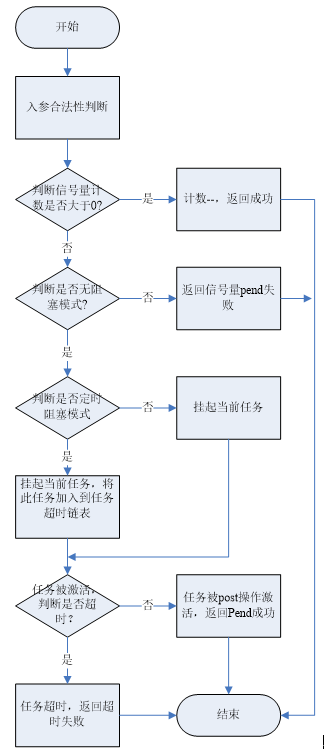 开始
入参合法性判断
判断信号量计
数是否大于0?
是
计数--，返回成功
否
判断是否无阻
塞模式?
否
返回信号量pend失
败
是
判断是否定时
阻塞模式
否
挂起当前任务
是
挂起当前任务，将
此任务加入到任务
超时链表
任务被激活，
判断是否超
时？
否
任务被post操作激
活，返回Pend成功
是
任务超时，返回超
时失败
结束